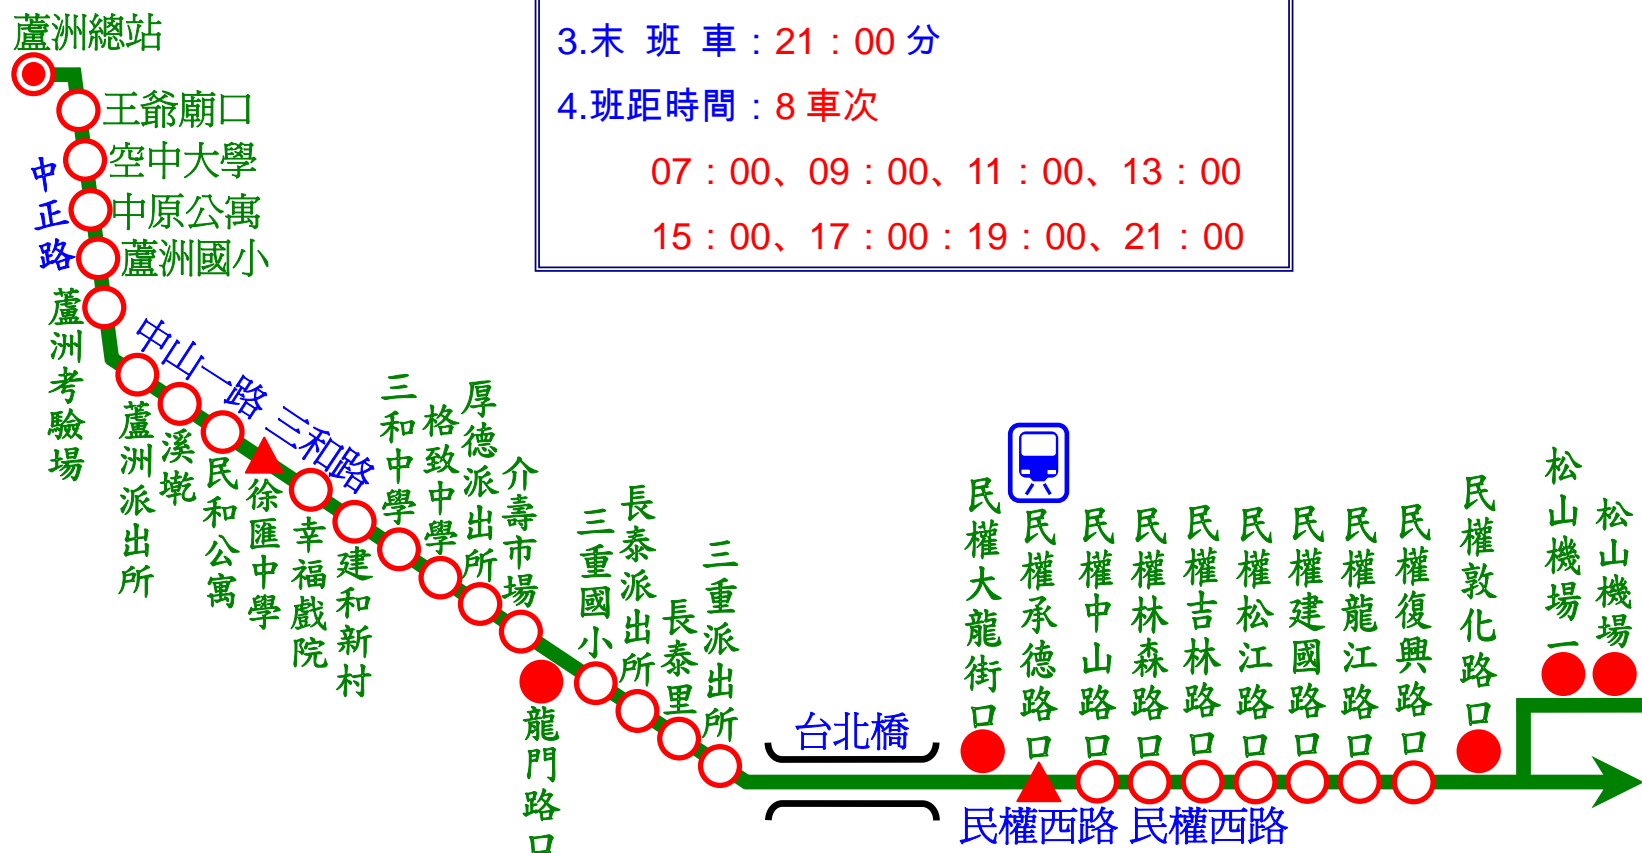 3.末 班 車：21：00 分
4.班距時間：8 車次
07：00、09：00、11：00、13：00
15：00、17：00：19：00、21：00
蘆洲總站
王爺廟口
空中大學
中原公寓
蘆洲國小
中正路
蘆洲考驗場
中山一路
三和路
蘆洲派出所
溪墘
民和公寓
徐匯中學
幸福戲院
建和新村
三和中學
格致中學
厚德派出所
介壽市場
龍門路口
三重國小
長泰派出所
長泰里
三重派出所
台北橋
民權大龍街口
民權承德路口
民權中山路口
民權林森路口
民權吉林路口
民權松江路口
民權建國路口
民權龍江路口
民權復興路口
民權敦化路口
松山機場一
松山機場
民權西路
民權西路